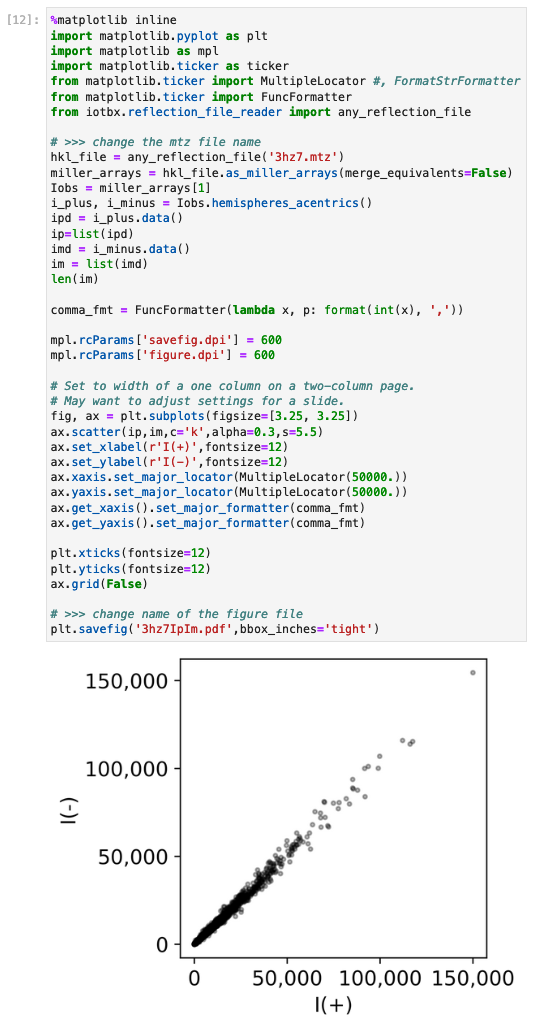 [12]:
%matplotlib inline
import matplotlib.pyplot as plt
import matplotlib as mpl
import matplotlib.ticker as ticker
from matplotlib.ticker import MultipleLocator #, FormatStrFormatter
from matplotlib.ticker import FuncFormatter
from iotbx.reflection_file_reader import any_reflection_file

# >>> change the mtz file name
hkl_file = any_reflection_file('3hz7.mtz')
miller_arrays = hkl_file.as_miller_arrays(merge_equivalents=False)
Iobs = miller_arrays[1]
i_plus, i_minus = Iobs.hemispheres_acentrics()
ipd = i_plus.data()
ip=list(ipd)
imd = i_minus.data()
im = list(imd)
len(im)

comma_fmt = FuncFormatter(lambda x, p: format(int(x), ','))

mpl.rcParams['savefig.dpi'] = 600
mpl.rcParams['figure.dpi'] = 600

# Set to width of a one column on a two-column page.
# May want to adjust settings for a slide.
fig, ax = plt.subplots(figsize=[3.25, 3.25])
ax.scatter(ip,im,c='k',alpha=0.3,s=5.5)
ax.set_xlabel(r'I(+)',fontsize=12)
ax.set_ylabel(r'I(-)',fontsize=12)
ax.xaxis.set_major_locator(MultipleLocator(50000.))
ax.yaxis.set_major_locator(MultipleLocator(50000.))
ax.get_xaxis().set_major_formatter(comma_fmt)
ax.get_yaxis().set_major_formatter(comma_fmt)

plt.xticks(fontsize=12)
plt.yticks(fontsize=12)
ax.grid(False)

# >>> change name of the figure file
plt.savefig('3hz7IpIm.pdf',bbox_inches='tight')

150,000
100,000
I(-)
50,000
0
0 50,000 100,000 150,000
I(+)